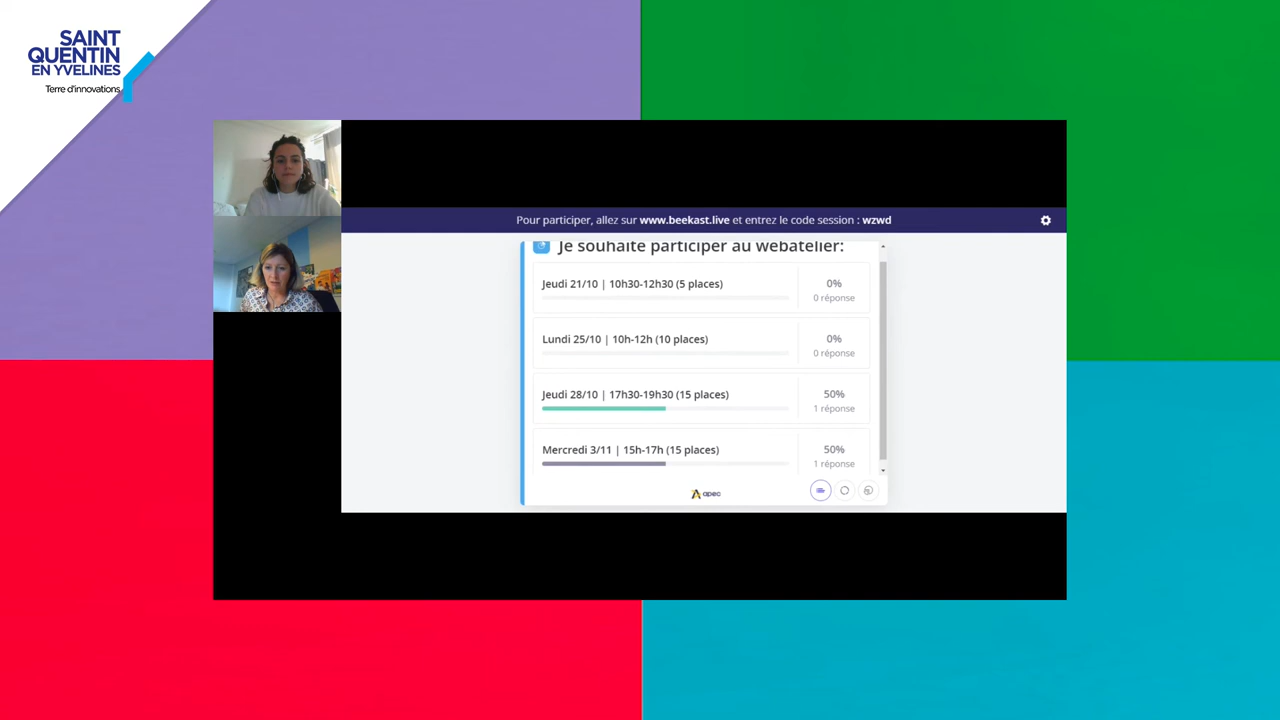 SAINT
QUENTIN
EN YVELINES
Terre d'innovations
Pour participer, allez sur www.beekast.live et entrez le code session : wzwd
Je souhaite participer au webatelier:
Jeudi 21/10 | 10h30-12h30 (5 places)
0%
0 réponse
Lundi 25/10 | 10h-12h (10 places)
0%
0 réponse
Jeudi 28/10 | 17h30-19h30 (15 places)
50%
1 réponse
Mercredi 3/11 | 15h-17h (15 places)
50%
1 réponse
apec